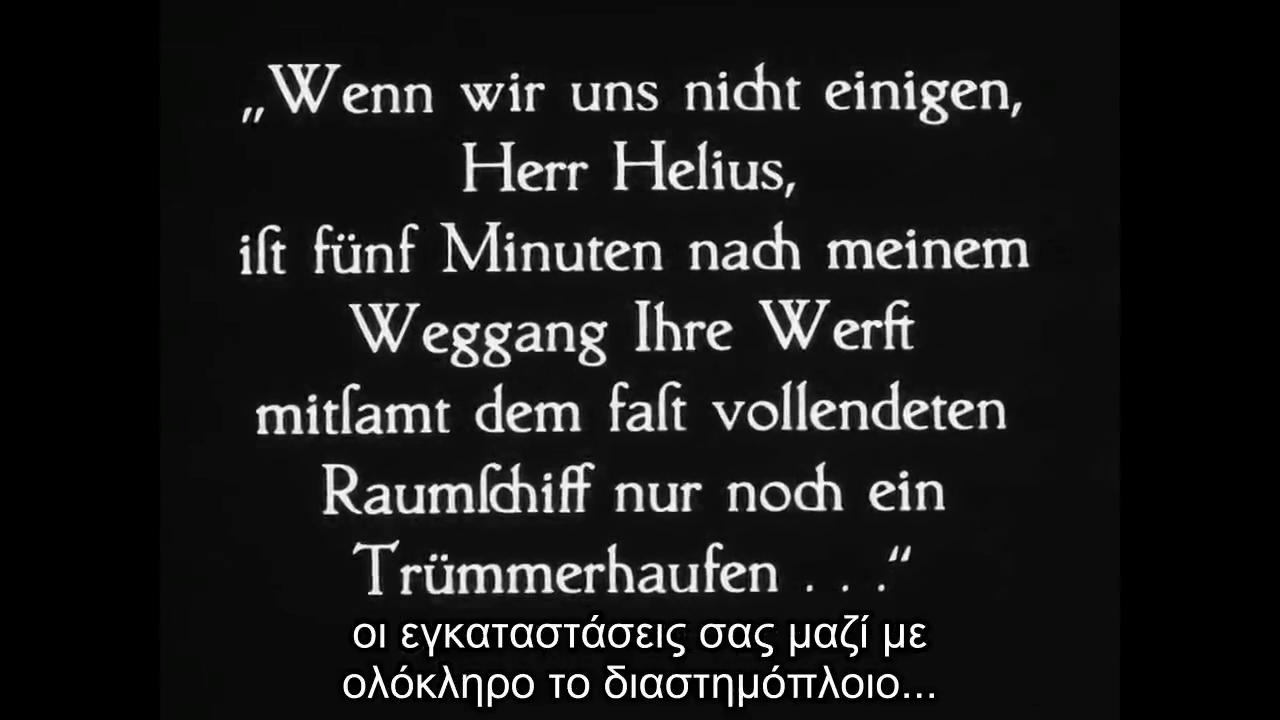 „Wenn wir uns nicht einigen,
Herr Helius,
iſt fünf Minuten nach meinem
Weggang Ihre Werft
mitſamt dem faſt vollendeten
Raumſchiff nur noch ein
Trümmerhaufen . . .“
οι εγκαταστάσεις σας μαζί με
ολόκληρο το διαστημόπλοιο...